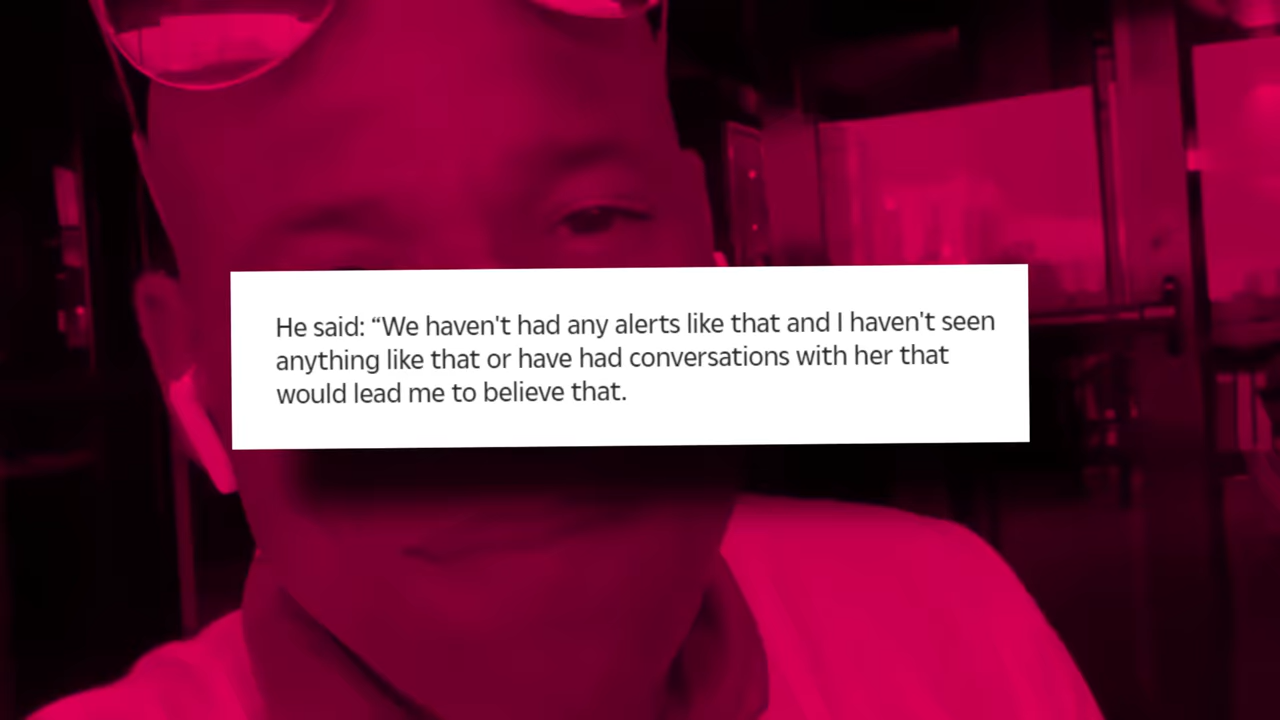 He said: “We haven't had any alerts like that and I haven't seen
anything like that or have had conversations with her that
would lead me to believe that.